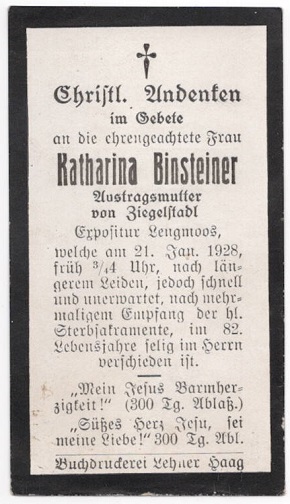 Christl. Andenken
im Gebete
an die ehrengeachtete Frau
Katharina Binsteiner
Austragsmutter
von Ziegelstadl
Expositur Lengmoos,
welche am 21. Jan. 1928,
früh ¾4 Uhr, nach län-
gerem Leiden, jedoch schnell
und unerwartet, nach mehr-
maligem Empfang der hl.
Sterbsakramente, im 82.
Lebensjahre selig im Herrn
verschieden ist.
"Mein Jesus Barmher-
zigkeit!" (300 Tg. Ablaß.)
"Süßes Herz Jesu, sei
meine Liebe!" 300 Tg. Abl.
Buchdruckerei Lehner Haag